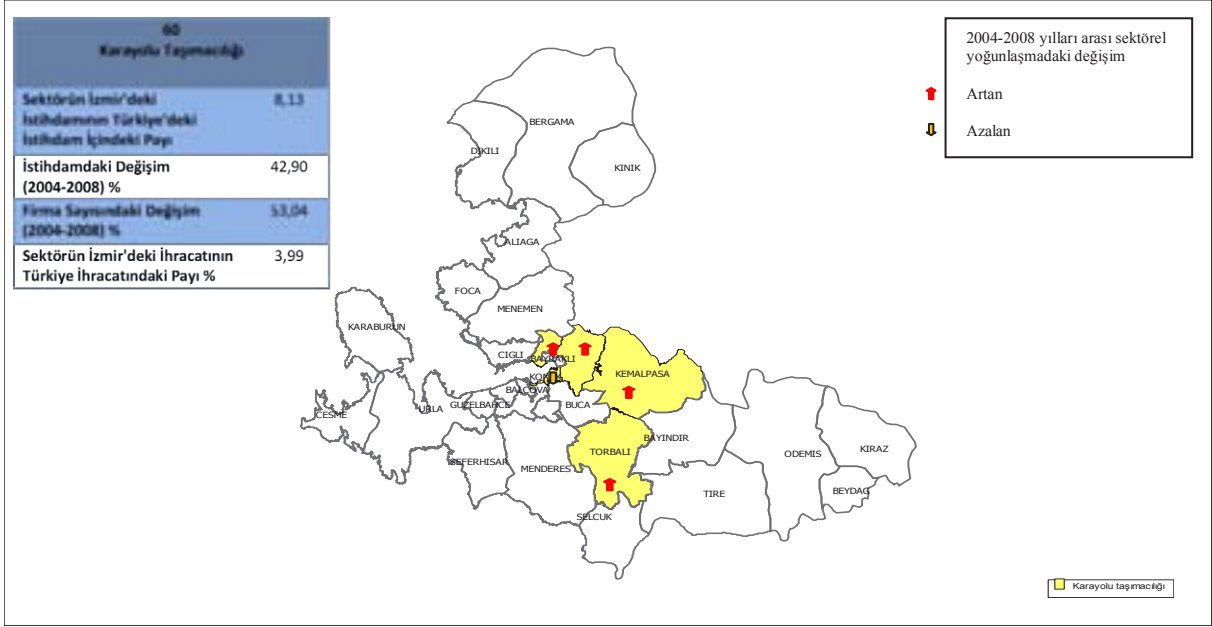 60
Karayolu Taşımacılığı
Sektörün İzmir'deki 8,13
İstihdamının Türkiye'deki
İstihdam İçindeki Payı
İstihdamdaki Değişim 42,90
(2004-2008) %
Firma Sayısındaki Değişim 53,04
(2004-2008) %
Sektörün İzmir'deki İhracatının 3,99
Türkiye İhracatındaki Payı %
2004-2008 yılları arası sektörel
yoğunlaşmadaki değişim
Artan
Azalan
BERGAMA
DIKILI
KINIK
ALIAGA
FOCA
MENEMEN
KARABURUN
CIGLI
BAYRAKLI
KEMALPASA
KON
BALCOVA
CESME
URLA
GUZELBAHCE
BUCA
BAYINDIR
TORBALI
ODEMIS
KIRAZ
SEFERHISAR
MENDERES
TIRE
BEYDAG
SELCUK
Karayolu taşımacılığı